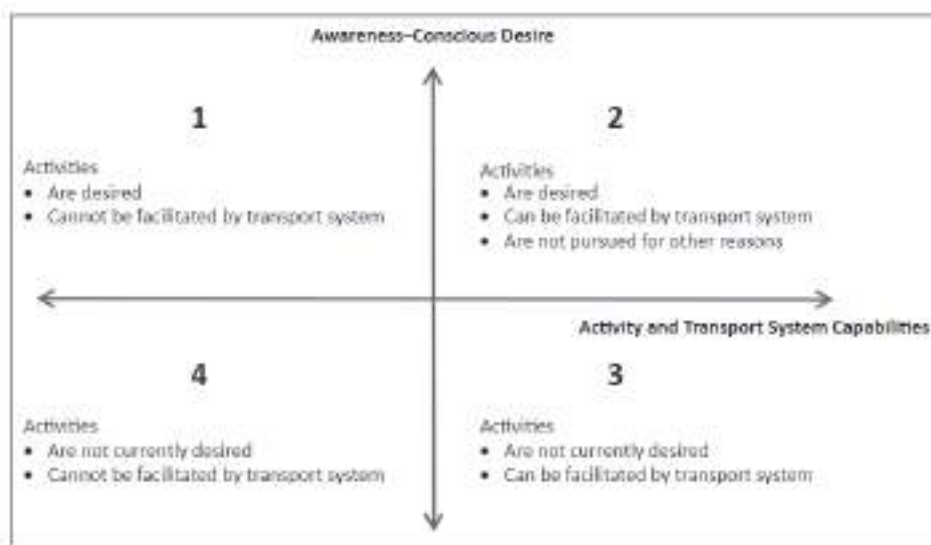 Awareness–Conscious Desire
1
Activities
• Are desired
• Cannot be facilitated by transport system
2
Activities
• Are desired
• Can be facilitated by transport system
• Are not pursued for other reasons
Activity and Transport System Capabilities
4
Activities
• Are not currently desired
• Cannot be facilitated by transport system
3
Activities
• Are not currently desired
• Can be facilitated by transport system